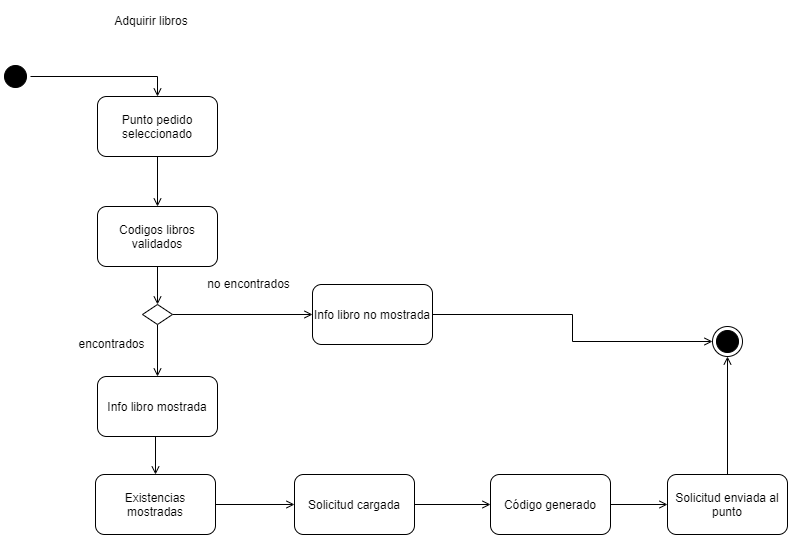 Adquirir libros
Punto pedido
seleccionado
Codigos libros
validados
no encontrados
Info libro no mostrada
encontrados
Info libro mostrada
Existencias
mostradas
Solicitud cargada
Código generado
Solicitud enviada al
punto